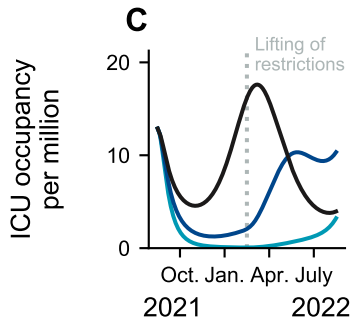 C
Lifting of
restrictions
ICU occupancy
per million
20
10
0
Oct. Jan. Apr. July
2021 2022